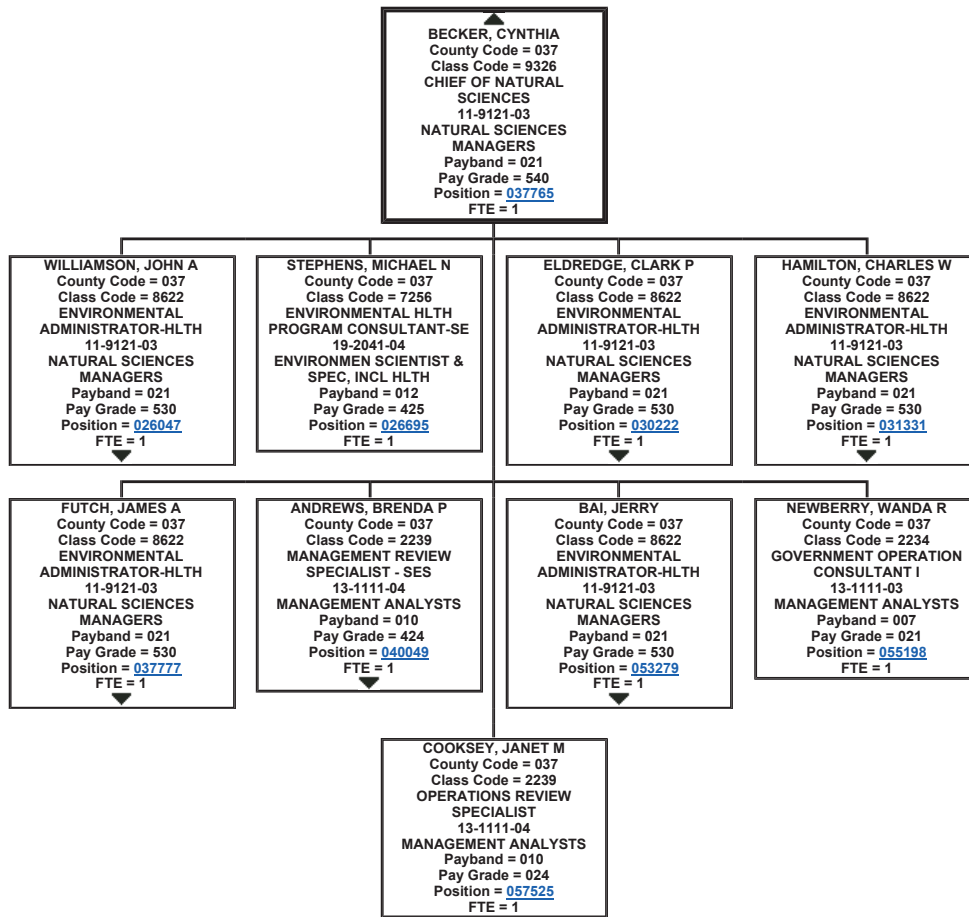 BECKER, CYNTHIA
County Code = 037
Class Code = 9326
CHIEF OF NATURAL
SCIENCES
11-9121-03
NATURAL SCIENCES
MANAGERS
Payband = 021
Pay Grade = 540
Position = 037765
FTE = 1
WILLIAMSON, JOHN A
County Code = 037
Class Code = 8622
ENVIRONMENTAL
ADMINISTRATOR-HLTH
11-9121-03
NATURAL SCIENCES
MANAGERS
Payband = 021
Pay Grade = 530
Position = 026047
FTE = 1
STEPHENS, MICHAEL N
County Code = 037
Class Code = 7256
ENVIRONMENTAL HLTH
PROGRAM CONSULTANT-SE
19-2041-04
ENVIRONMEN SCIENTIST &
SPEC, INCL HLTH
Payband = 012
Pay Grade = 425
Position = 026695
FTE = 1
ELDREDGE, CLARK P
County Code = 037
Class Code = 8622
ENVIRONMENTAL
ADMINISTRATOR-HLTH
11-9121-03
NATURAL SCIENCES
MANAGERS
Payband = 021
Pay Grade = 530
Position = 030222
FTE = 1
HAMILTON, CHARLES W
County Code = 037
Class Code = 8622
ENVIRONMENTAL
ADMINISTRATOR-HLTH
11-9121-03
NATURAL SCIENCES
MANAGERS
Payband = 021
Pay Grade = 530
Position = 031331
FTE = 1
FUTCH, JAMES A
County Code = 037
Class Code = 8622
ENVIRONMENTAL
ADMINISTRATOR-HLTH
11-9121-03
NATURAL SCIENCES
MANAGERS
Payband = 021
Pay Grade = 530
Position = 037777
FTE = 1
ANDREWS, BRENDA P
County Code = 037
Class Code = 2239
MANAGEMENT REVIEW
SPECIALIST - SES
13-1111-04
MANAGEMENT ANALYSTS
Payband = 010
Pay Grade = 424
Position = 040049
FTE = 1
BAI, JERRY
County Code = 037
Class Code = 8622
ENVIRONMENTAL
ADMINISTRATOR-HLTH
11-9121-03
NATURAL SCIENCES
MANAGERS
Payband = 021
Pay Grade = 530
Position = 053279
FTE = 1
NEWBERRY, WANDA R
County Code = 037
Class Code = 2234
GOVERNMENT OPERATION
CONSULTANT I
13-1111-03
MANAGEMENT ANALYSTS
Payband = 007
Pay Grade = 021
Position = 055198
FTE = 1
COOKSEY, JANET M
County Code = 037
Class Code = 2239
OPERATIONS REVIEW
SPECIALIST
13-1111-04
MANAGEMENT ANALYSTS
Payband = 010
Pay Grade = 024
Position = 057525
FTE = 1